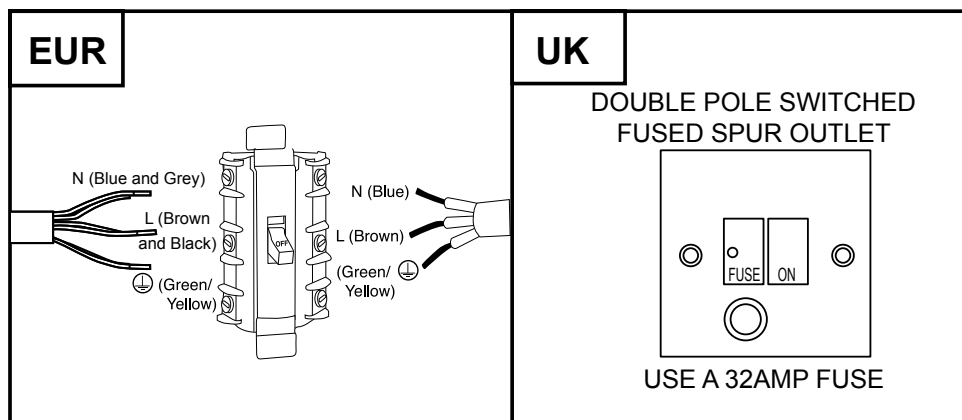 EUR
N (Blue and Grey)
L (Brown
and Black)
(Green/
Yellow)
OFF
N (Blue)
L (Brown)
(Green/
Yellow)
UK
DOUBLE POLE SWITCHED
FUSED SPUR OUTLET
FUSE
ON
USE A 32AMP FUSE